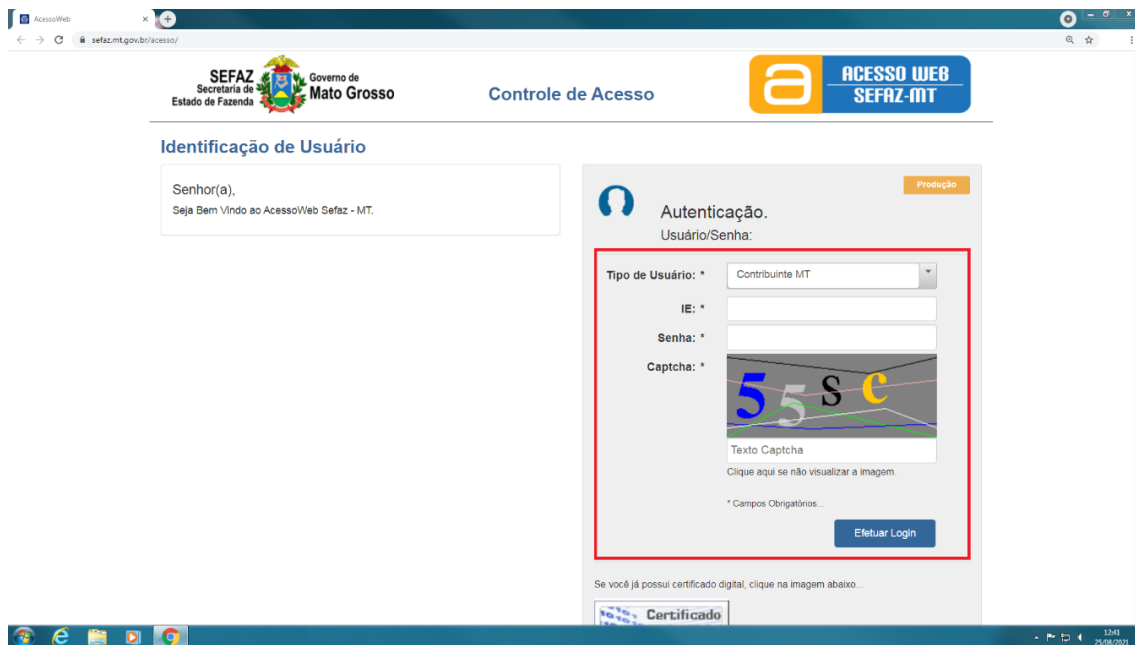 AcessoWeb
sefaz.mt.gov.br/acesso/
SEFAZ
Secretaria de
Estado de Fazenda
Governo de
Mato Grosso
Controle de Acesso
a
ACESSO WEB
SEFAZ-MT
Identificação de Usuário
Senhor(a),
Seja Bem Vindo ao AcessoWeb Sefaz - MT.
Produção
Autenticação.
Usuário/Senha:
Tipo de Usuário: * Contribuinte MT
IE: *
Senha: *
Captcha: *
55sc
Texto Captcha
Clique aqui se não visualizar a imagem.
* Campos Obrigatórios...
Efetuar Login
Se você já possui certificado digital, clique na imagem abaixo...
Certificado
12:41
25/08/2021